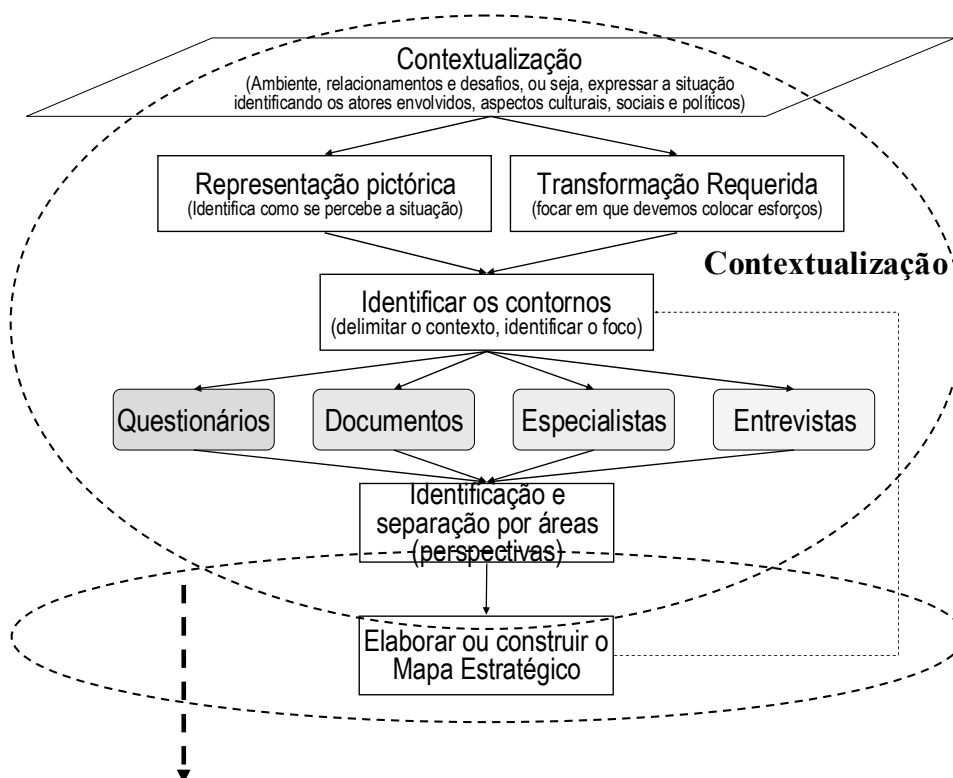 Contextualização
(Ambiente, relacionamentos e desafios, ou seja, expressar a situação
identificando os atores envolvidos, aspectos culturais, sociais e políticos)
Representação pictórica
(Identifica como se percebe a situação)
Transformação Requerida
(focar em que devemos colocar esforços)
Contextualização
Identificar os contornos
(delimitar o contexto, identificar o foco)
Questionários
Documentos
Especialistas
Entrevistas
Identificação e
separação por áreas
(perspectivas)
Elaborar ou construir o
Mapa Estratégico